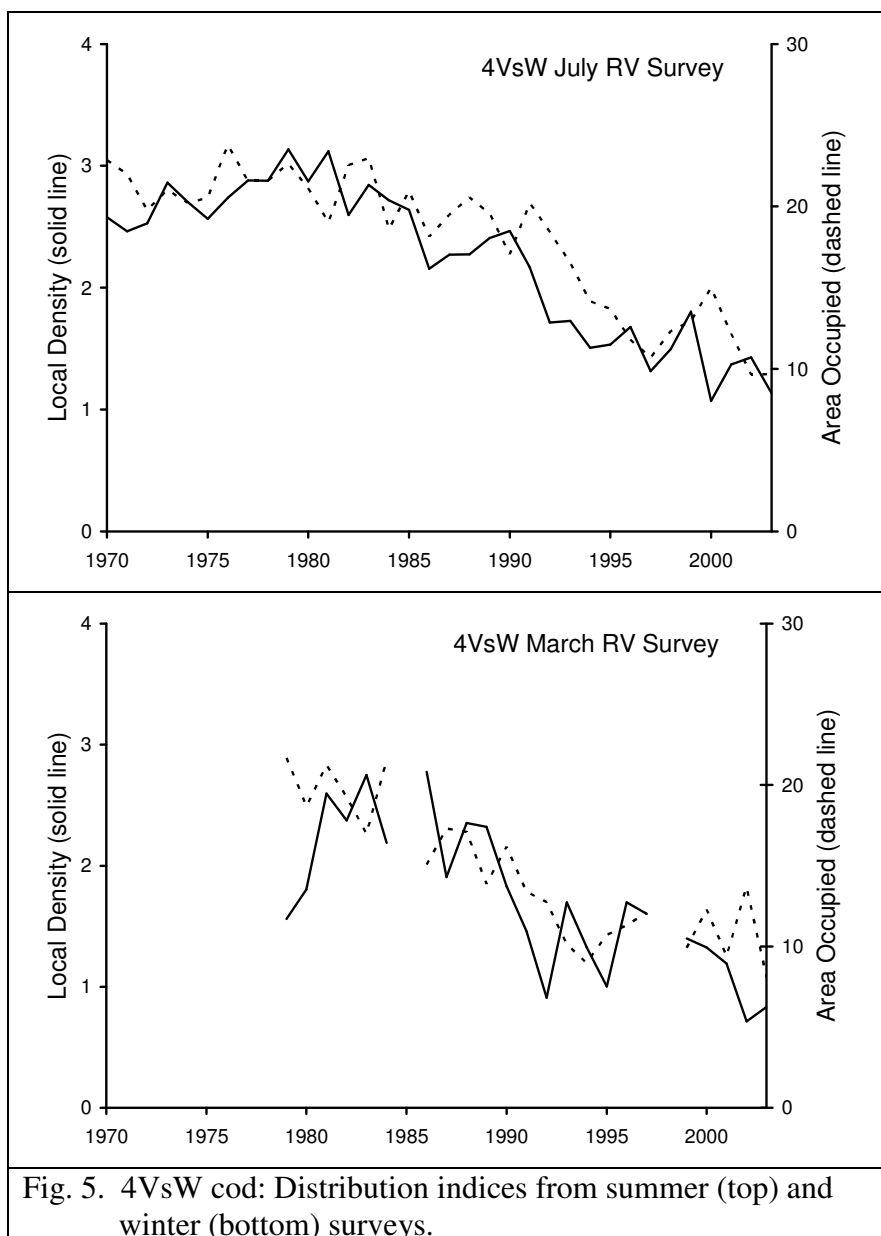 4VsW July RV Survey
Local Density (solid line)
Area Occupied (dashed line)
4
3
2
1
0
30
20
10
0
1970 1975 1980 1985 1990 1995 2000
4VsW March RV Survey
Local Density (solid line)
Area Occupied (dashed line)
4
3
2
1
0
30
20
10
0
1970 1975 1980 1985 1990 1995 2000
Fig. 5. 4VsW cod: Distribution indices from summer (top) and
winter (bottom) surveys.